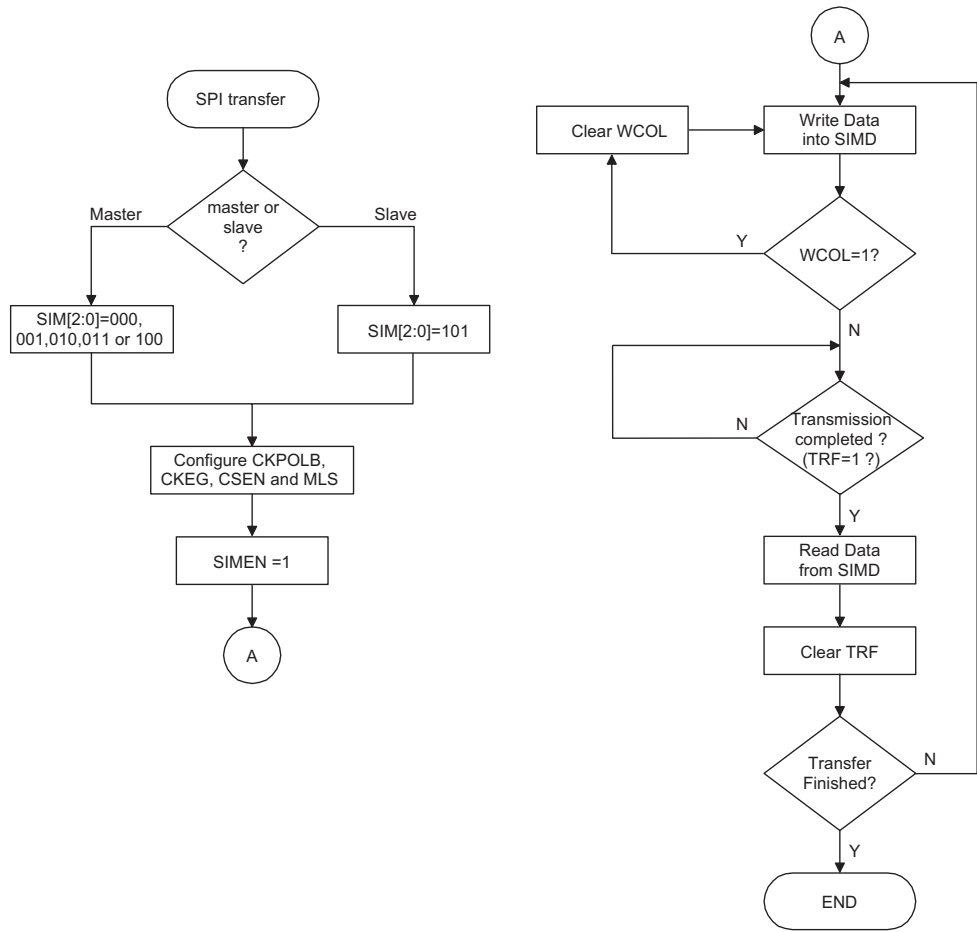 SPI transfer
master or
slave
?
Master
Slave
SIM[2:0]=000,
001,010,011 or 100
SIM[2:0]=101
Configure CKPOLB,
CKEG, CSEN and MLS
SIMEN =1
A
A
Write Data
into SIMD
Clear WCOL
WCOL=1?
Y
N
Transmission
completed ?
(TRF=1 ?)
N
Y
Read Data
from SIMD
Clear TRF
Transfer
Finished?
N
Y
END